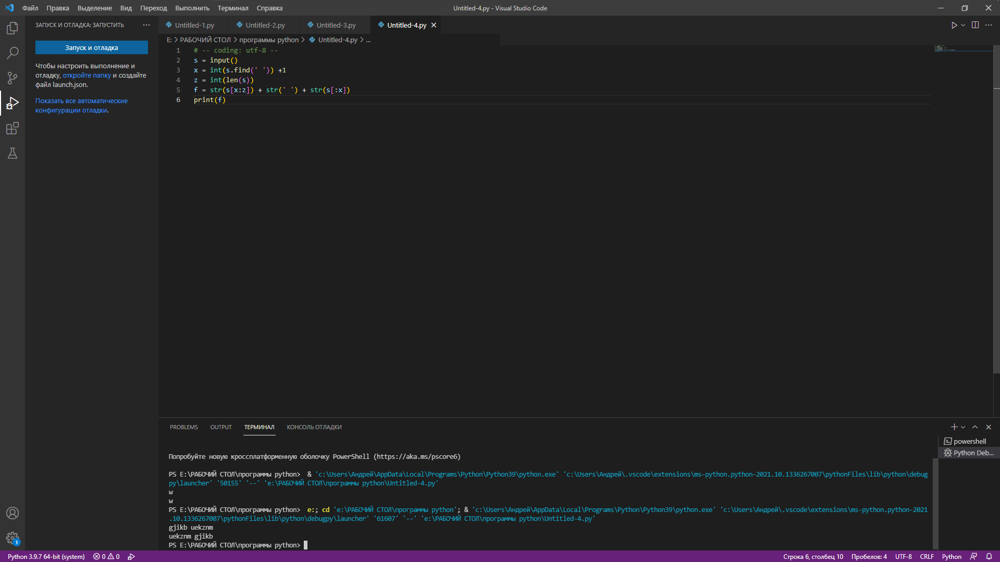 Файл Правка Выделение Вид Переход Выполнить Терминал Справка Untitled-4.py - Visual Studio Code
ЗАПУСК И ОТЛАДКА: ЗАПУСТИТЬ ...
Запуск и отладка
Чтобы настроить выполнение и
отладку, откройте папку и создайте
файл launch.json.
Показать все автоматические
конфигурации отладки.
Untitled-1.py Untitled-2.py Untitled-3.py Untitled-4.py
E: > РАБОЧИЙ СТОЛ > программы python > Untitled-4.py > ...
1 # -- coding: utf-8 --
2 s = input()
3 x = int(s.find(' ')) +1
4 z = int(len(s))
5 f = str(s[x:z]) + str(' ') + str(s[:x])
6 print(f)
PROBLEMS OUTPUT ТЕРМИНАЛ КОНСОЛЬ ОТЛАДКИ
powershell
Python Deb...
Попробуйте новую кроссплатформенную оболочку PowerShell (https://aka.ms/pscore6)
PS E:\РАБОЧИЙ СТОЛ\программы python>  & 'c:\Users\Андрей\AppData\Local\Programs\Python\Python39\python.exe' 'c:\Users\Андрей\.vscode\extensions\ms-python.python-2021.10.1336267007\pythonFiles\lib\python\debug
py\launcher' '50155' '--' 'e:\РАБОЧИЙ СТОЛ\программы python\Untitled-4.py'
w
w
PS E:\РАБОЧИЙ СТОЛ\программы python>  e:; cd 'e:\РАБОЧИЙ СТОЛ\программы python'; & 'c:\Users\Андрей\AppData\Local\Programs\Python\Python39\python.exe' 'c:\Users\Андрей\.vscode\extensions\ms-python.python-2021
.10.1336267007\pythonFiles\lib\python\debugpy\launcher' '61607' '--' 'e:\РАБОЧИЙ СТОЛ\программы python\Untitled-4.py'
gjikb uekznm
uekznm gjikb
PS E:\РАБОЧИЙ СТОЛ\программы python>
1
Python 3.9.7 64-bit (system) 0 0 Строка 6, столбец 10 Пробелов: 4 UTF-8 CRLF Python